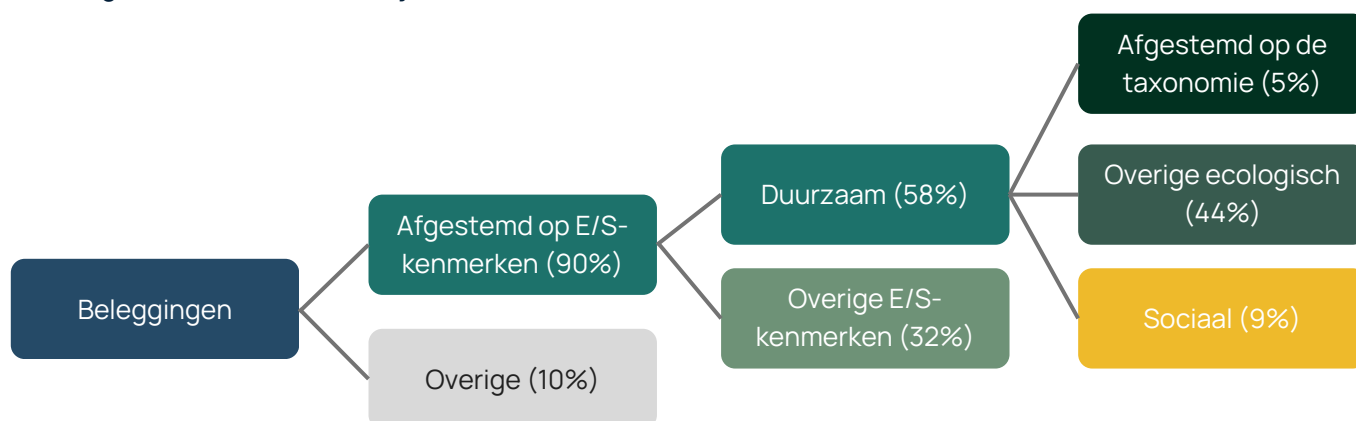 Beleggingen
Afgestemd op E/S-
kenmerken (90%)
Overige (10%)
Duurzaam (58%)
Overige E/S-
kenmerken (32%)
Afgestemd op de
taxonomie (5%)
Overige ecologisch
(44%)
Sociaal (9%)